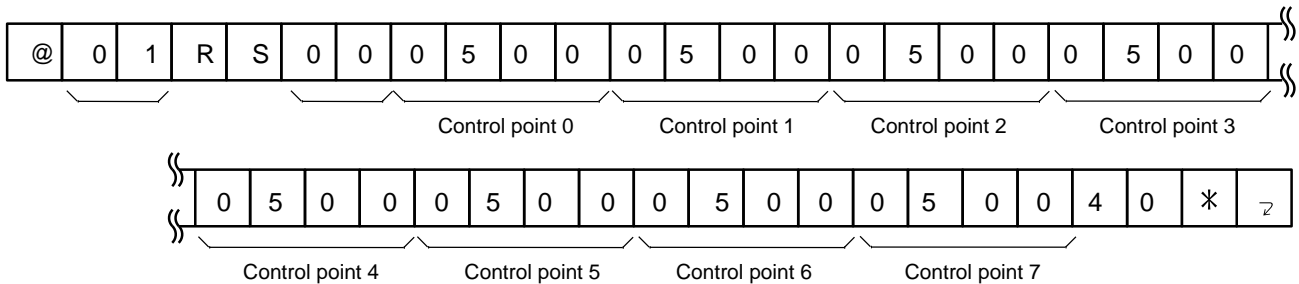 @ 0 1 R S 0 0 0 5 0 0 0 5 0 0 0 5 0 0 0 5 0 0
Control point 0 Control point 1 Control point 2 Control point 3
0 5 0 0 0 5 0 0 0 5 0 0 0 5 0 0 4 0 * ↵
Control point 4 Control point 5 Control point 6 Control point 7